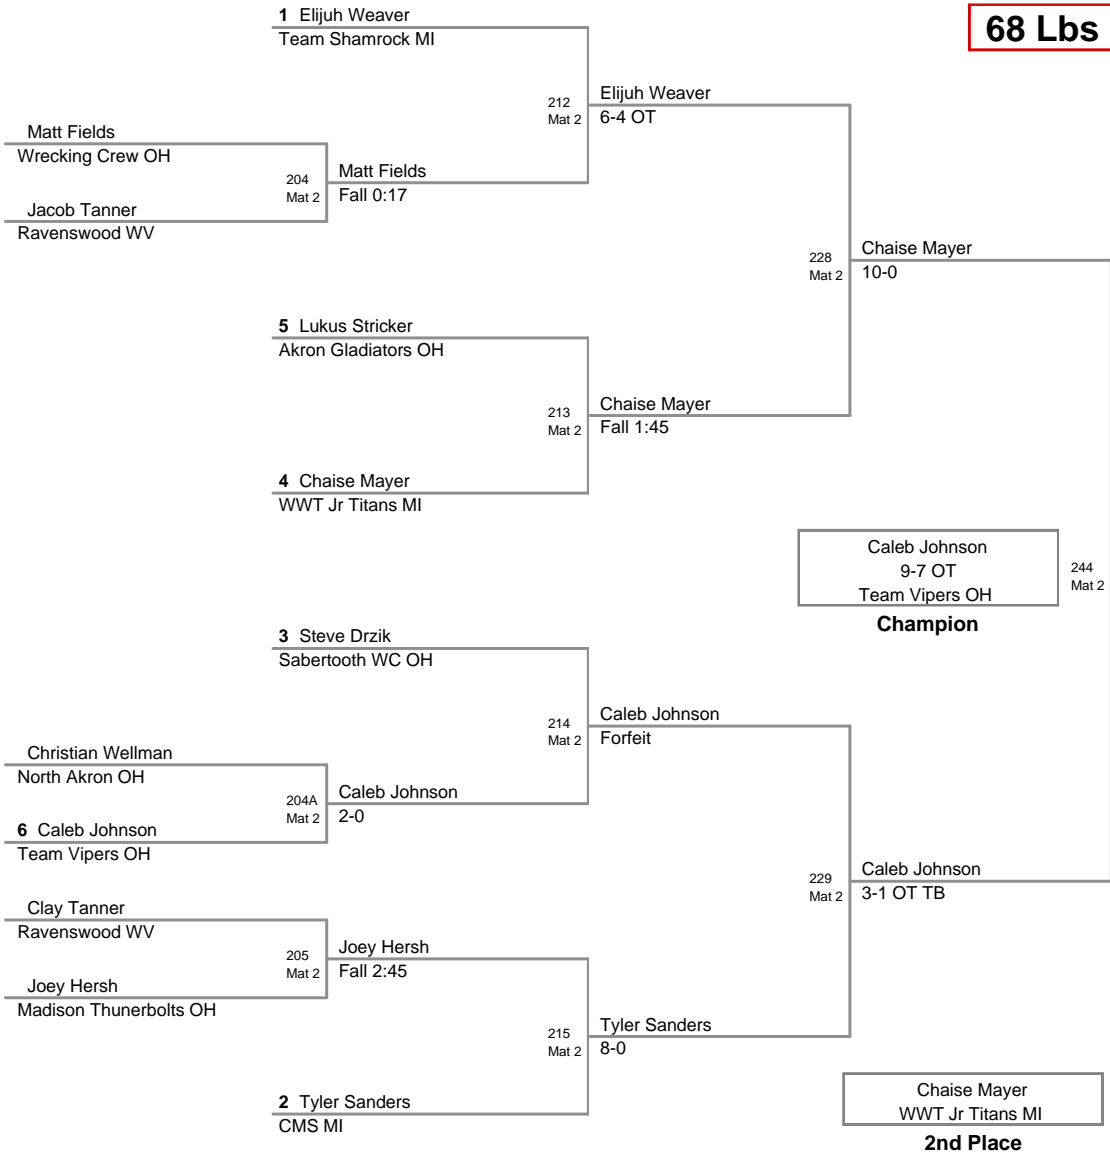 1 Elijuh Weaver
Team Shamrock MI
68 Lbs
212
Mat 2
Elijuh Weaver
6-4 OT
Matt Fields
Wrecking Crew OH
204
Mat 2
Matt Fields
Fall 0:17
Jacob Tanner
Ravenswood WV
228
Mat 2
Chaise Mayer
10-0
5 Lukus Stricker
Akron Gladiators OH
213
Mat 2
Chaise Mayer
Fall 1:45
4 Chaise Mayer
WWT Jr Titans MI
Caleb Johnson
9-7 OT
Team Vipers OH
Champion
244
Mat 2
3 Steve Drzik
Sabertooth WC OH
214
Mat 2
Caleb Johnson
Forfeit
Christian Wellman
North Akron OH
204A
Mat 2
Caleb Johnson
2-0
6 Caleb Johnson
Team Vipers OH
229
Mat 2
Caleb Johnson
3-1 OT TB
Clay Tanner
Ravenswood WV
205
Mat 2
Joey Hersh
Fall 2:45
Joey Hersh
Madison Thunerbolts OH
215
Mat 2
Tyler Sanders
8-0
2 Tyler Sanders
CMS MI
Chaise Mayer
WWT Jr Titans MI
2nd Place